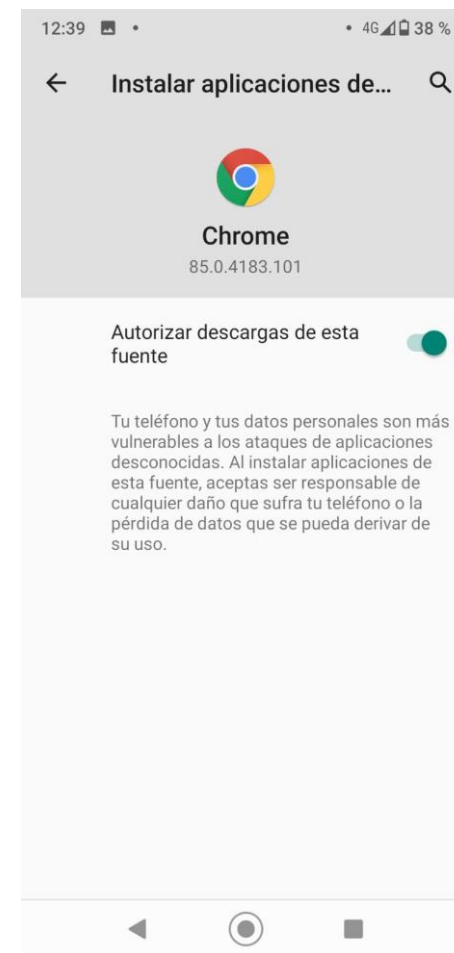 12:39 4G 38 %
Instalar aplicaciones de...
Chrome
85.0.4183.101
Autorizar descargas de esta
fuente
Tu teléfono y tus datos personales son más
vulnerables a los ataques de aplicaciones
desconocidas. Al instalar aplicaciones de
esta fuente, aceptas ser responsable de
cualquier daño que sufra tu teléfono o la
pérdida de datos que se pueda derivar de
su uso.